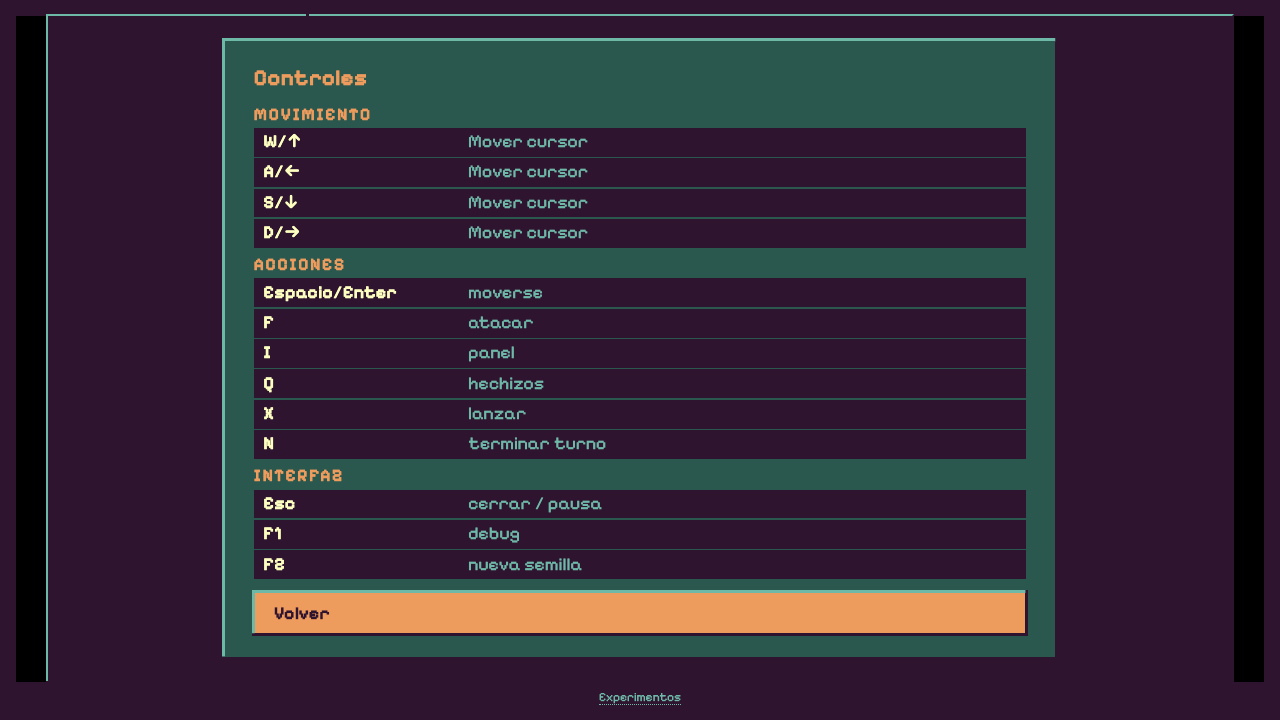 Controles
MOVIMIENTO
W/↑ Mover cursor
A/← Mover cursor
S/↓ Mover cursor
D/→ Mover cursor
ACCIONES
Espacio/Enter moverse
F atacar
I panel
Q hechizos
X lanzar
N terminar turno
INTERFAZ
Esc cerrar / pausa
F1 debug
F2 nueva semilla
Volver
Experimentos